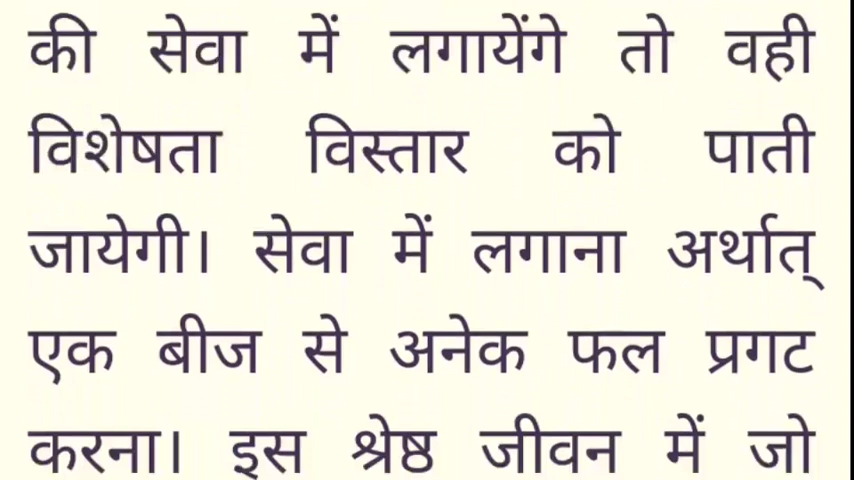 की सेवा में लगायेंगे तो वही
विशेषता विस्तार को पाती
जायेगी। सेवा में लगाना अर्थात्
एक बीज से अनेक फल प्रगट
करना। इस श्रेष्ठ जीवन में जो